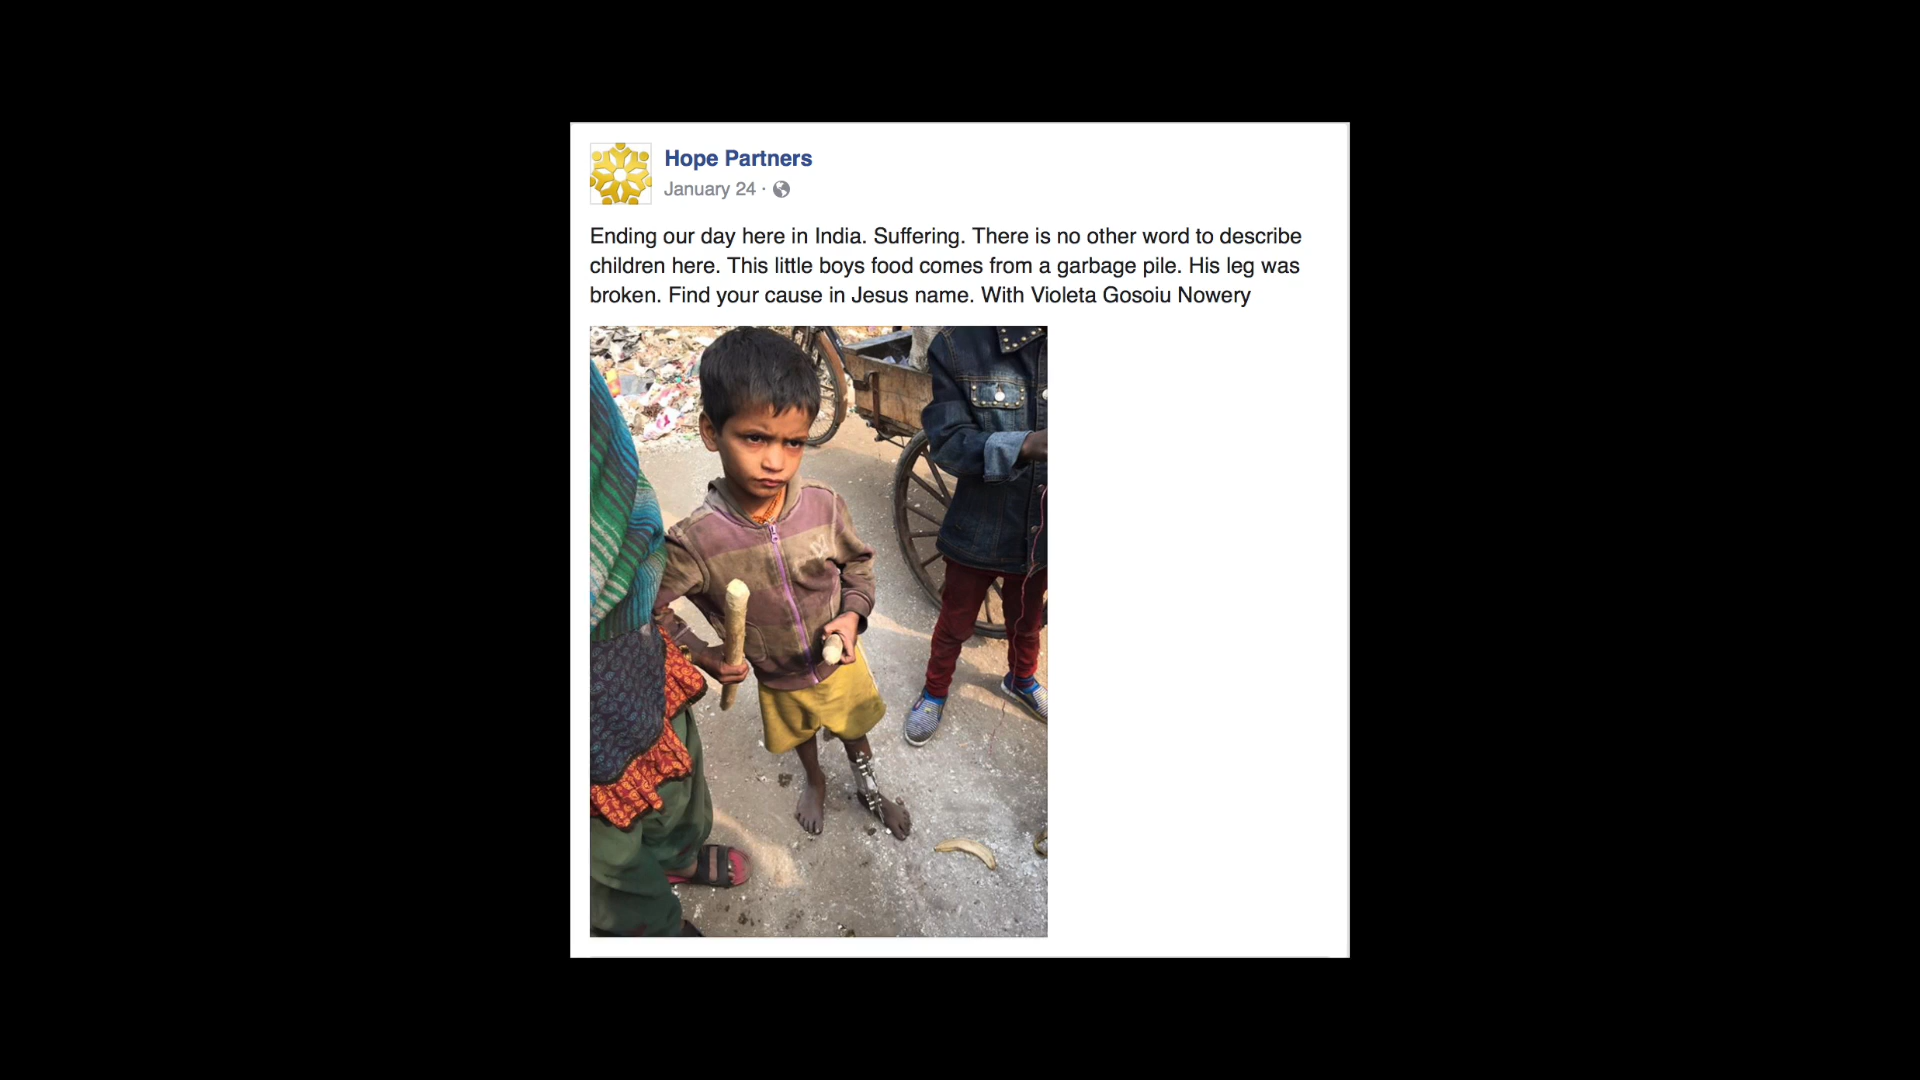 Hope Partners
January 24 ·
Ending our day here in India. Suffering. There is no other word to describe
children here. This little boys food comes from a garbage pile. His leg was
broken. Find your cause in Jesus name. With Violeta Gosoiu Nowery